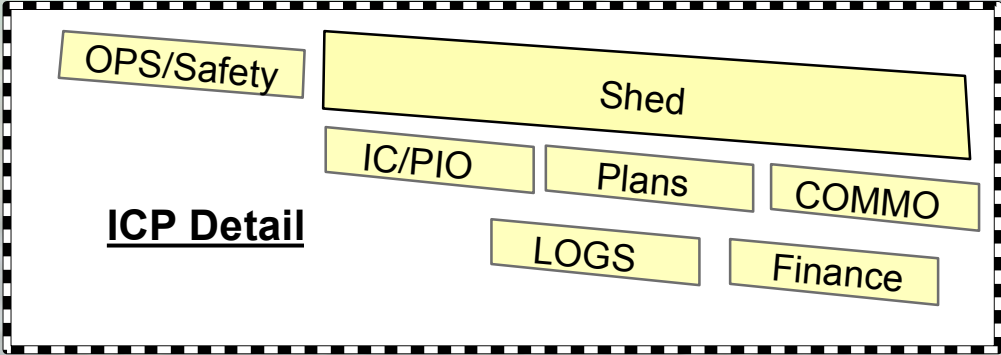 OPS/Safety
Shed
IC/PIO
Plans
COMMO
ICP Detail
LOGS
Finance